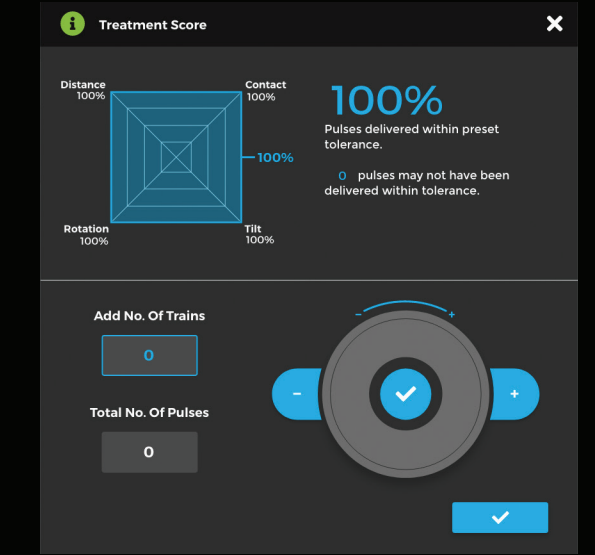 i Treatment Score
Distance
100%
Contact
100%
100%
Rotation
100%
Tilt
100%
100%
Pulses delivered within preset
tolerance.
0 pulses may not have been
delivered within tolerance.
Add No. Of Trains
0
Total No. Of Pulses
0
- +
- +